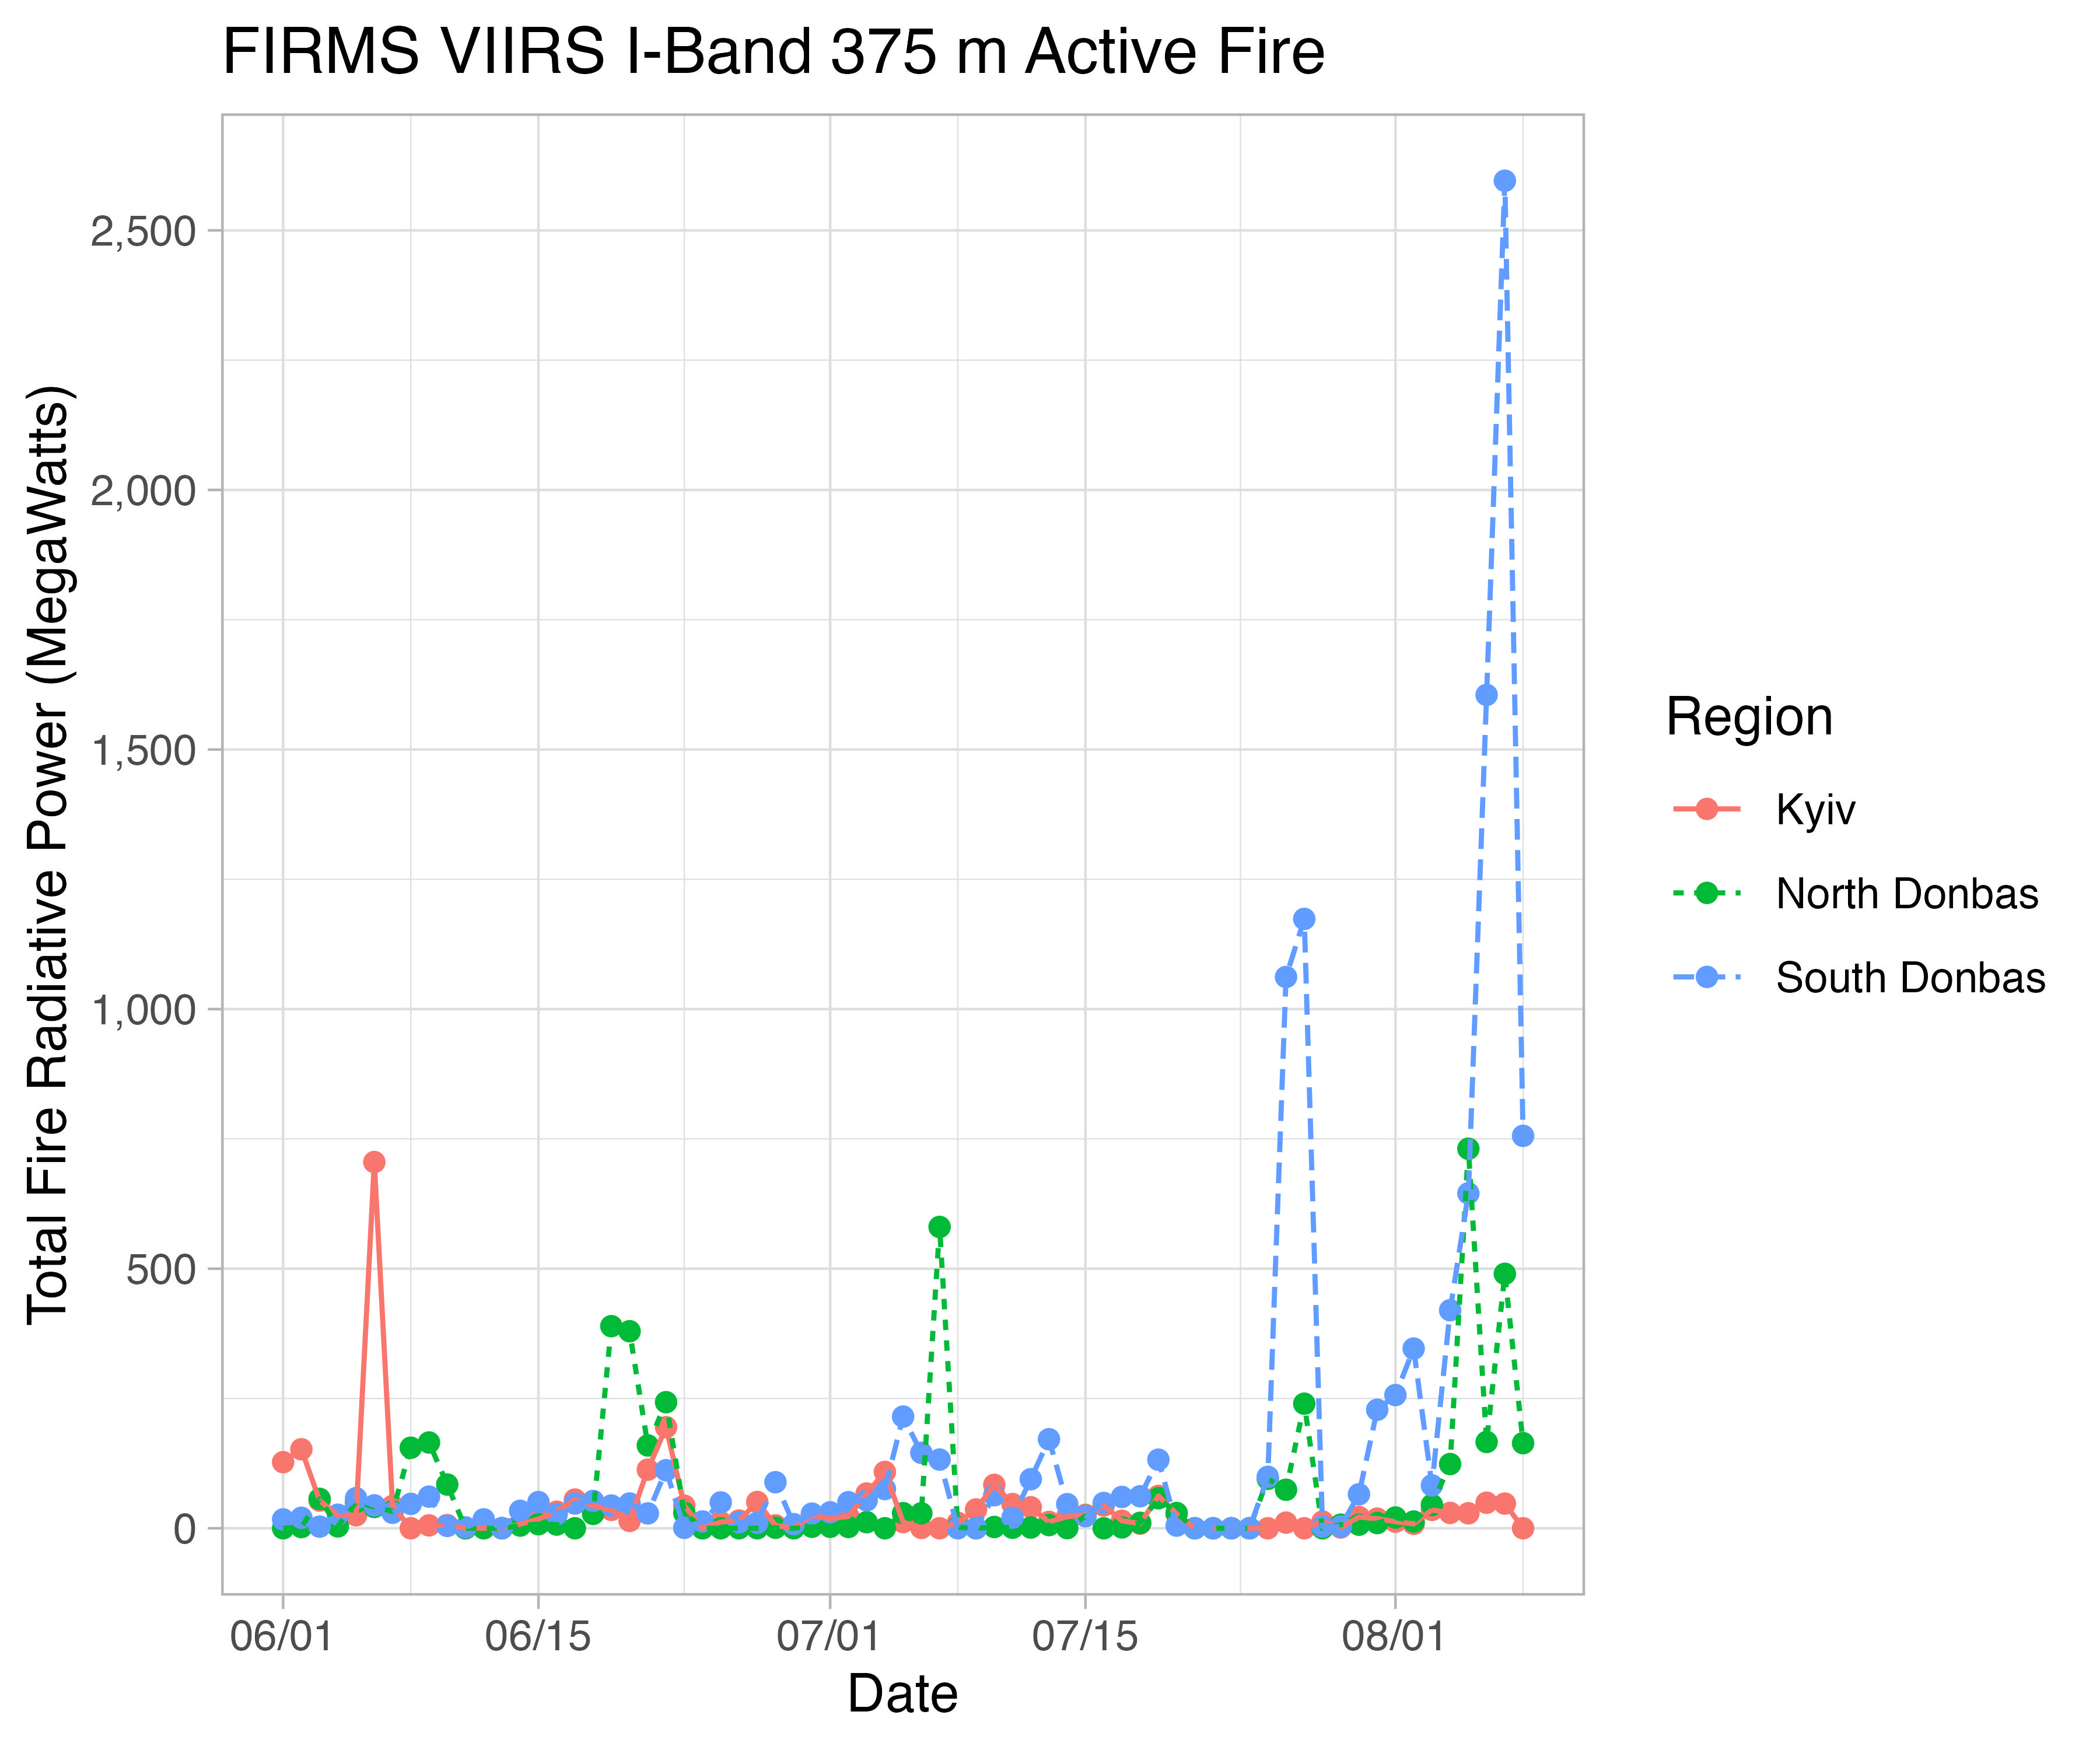 FIRMS VIIRS I-Band 375 m Active Fire
Total Fire Radiative Power (MegaWatts)
2,500
2,000
1,500
1,000
500
0
06/01
06/15
07/01
07/15
08/01
Date
Region
Kyiv
North Donbas
South Donbas